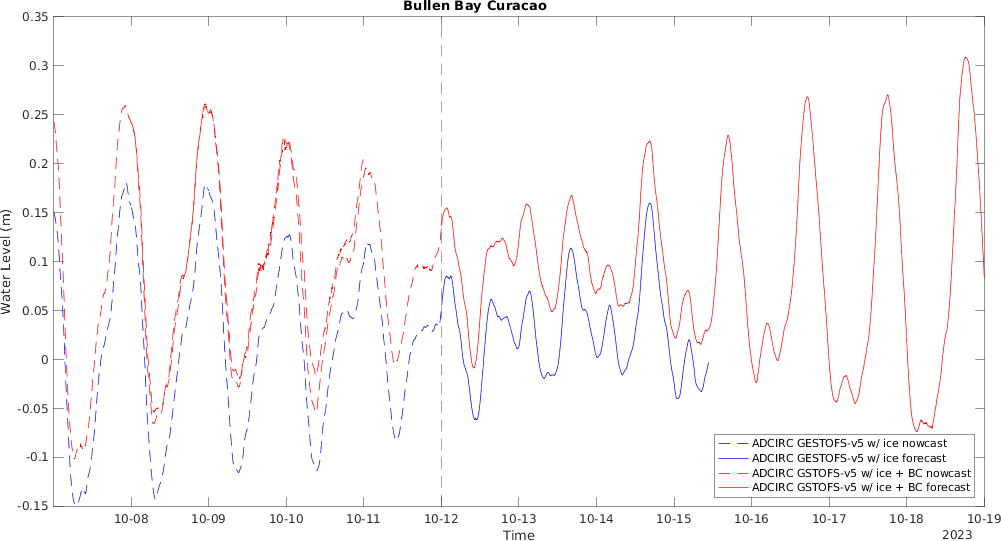 Bullen Bay Curacao
0.35
0.3
0.25
0.2
0.15
0.1
0.05
0
-0.05
-0.1
-0.15
Water Level (m)
ADCIRC GESTOFS-v5 w/ ice nowcast
ADCIRC GESTOFS-v5 w/ ice forecast
ADCIRC GSTOFS-v5 w/ ice + BC nowcast
ADCIRC GSTOFS-v5 w/ ice + BC forecast
10-08 10-09 10-10 10-11 10-12 10-13 10-14 10-15 10-16 10-17 10-18 10-19
Time
2023